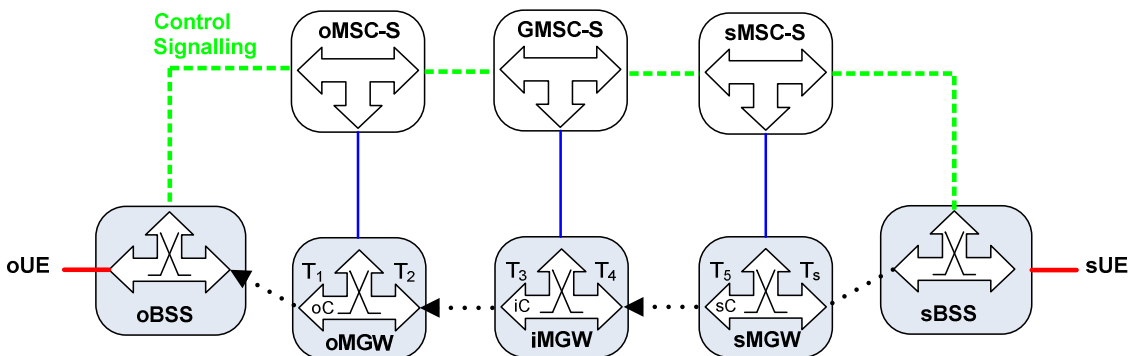 Control
Signalling
oMSC-S
GMSC-S
sMSC-S
oUE
oBSS
T1
T2
oC
oMGW
T3
T4
iC
iMGW
T5
Ts
sC
sMGW
sBSS
sUE